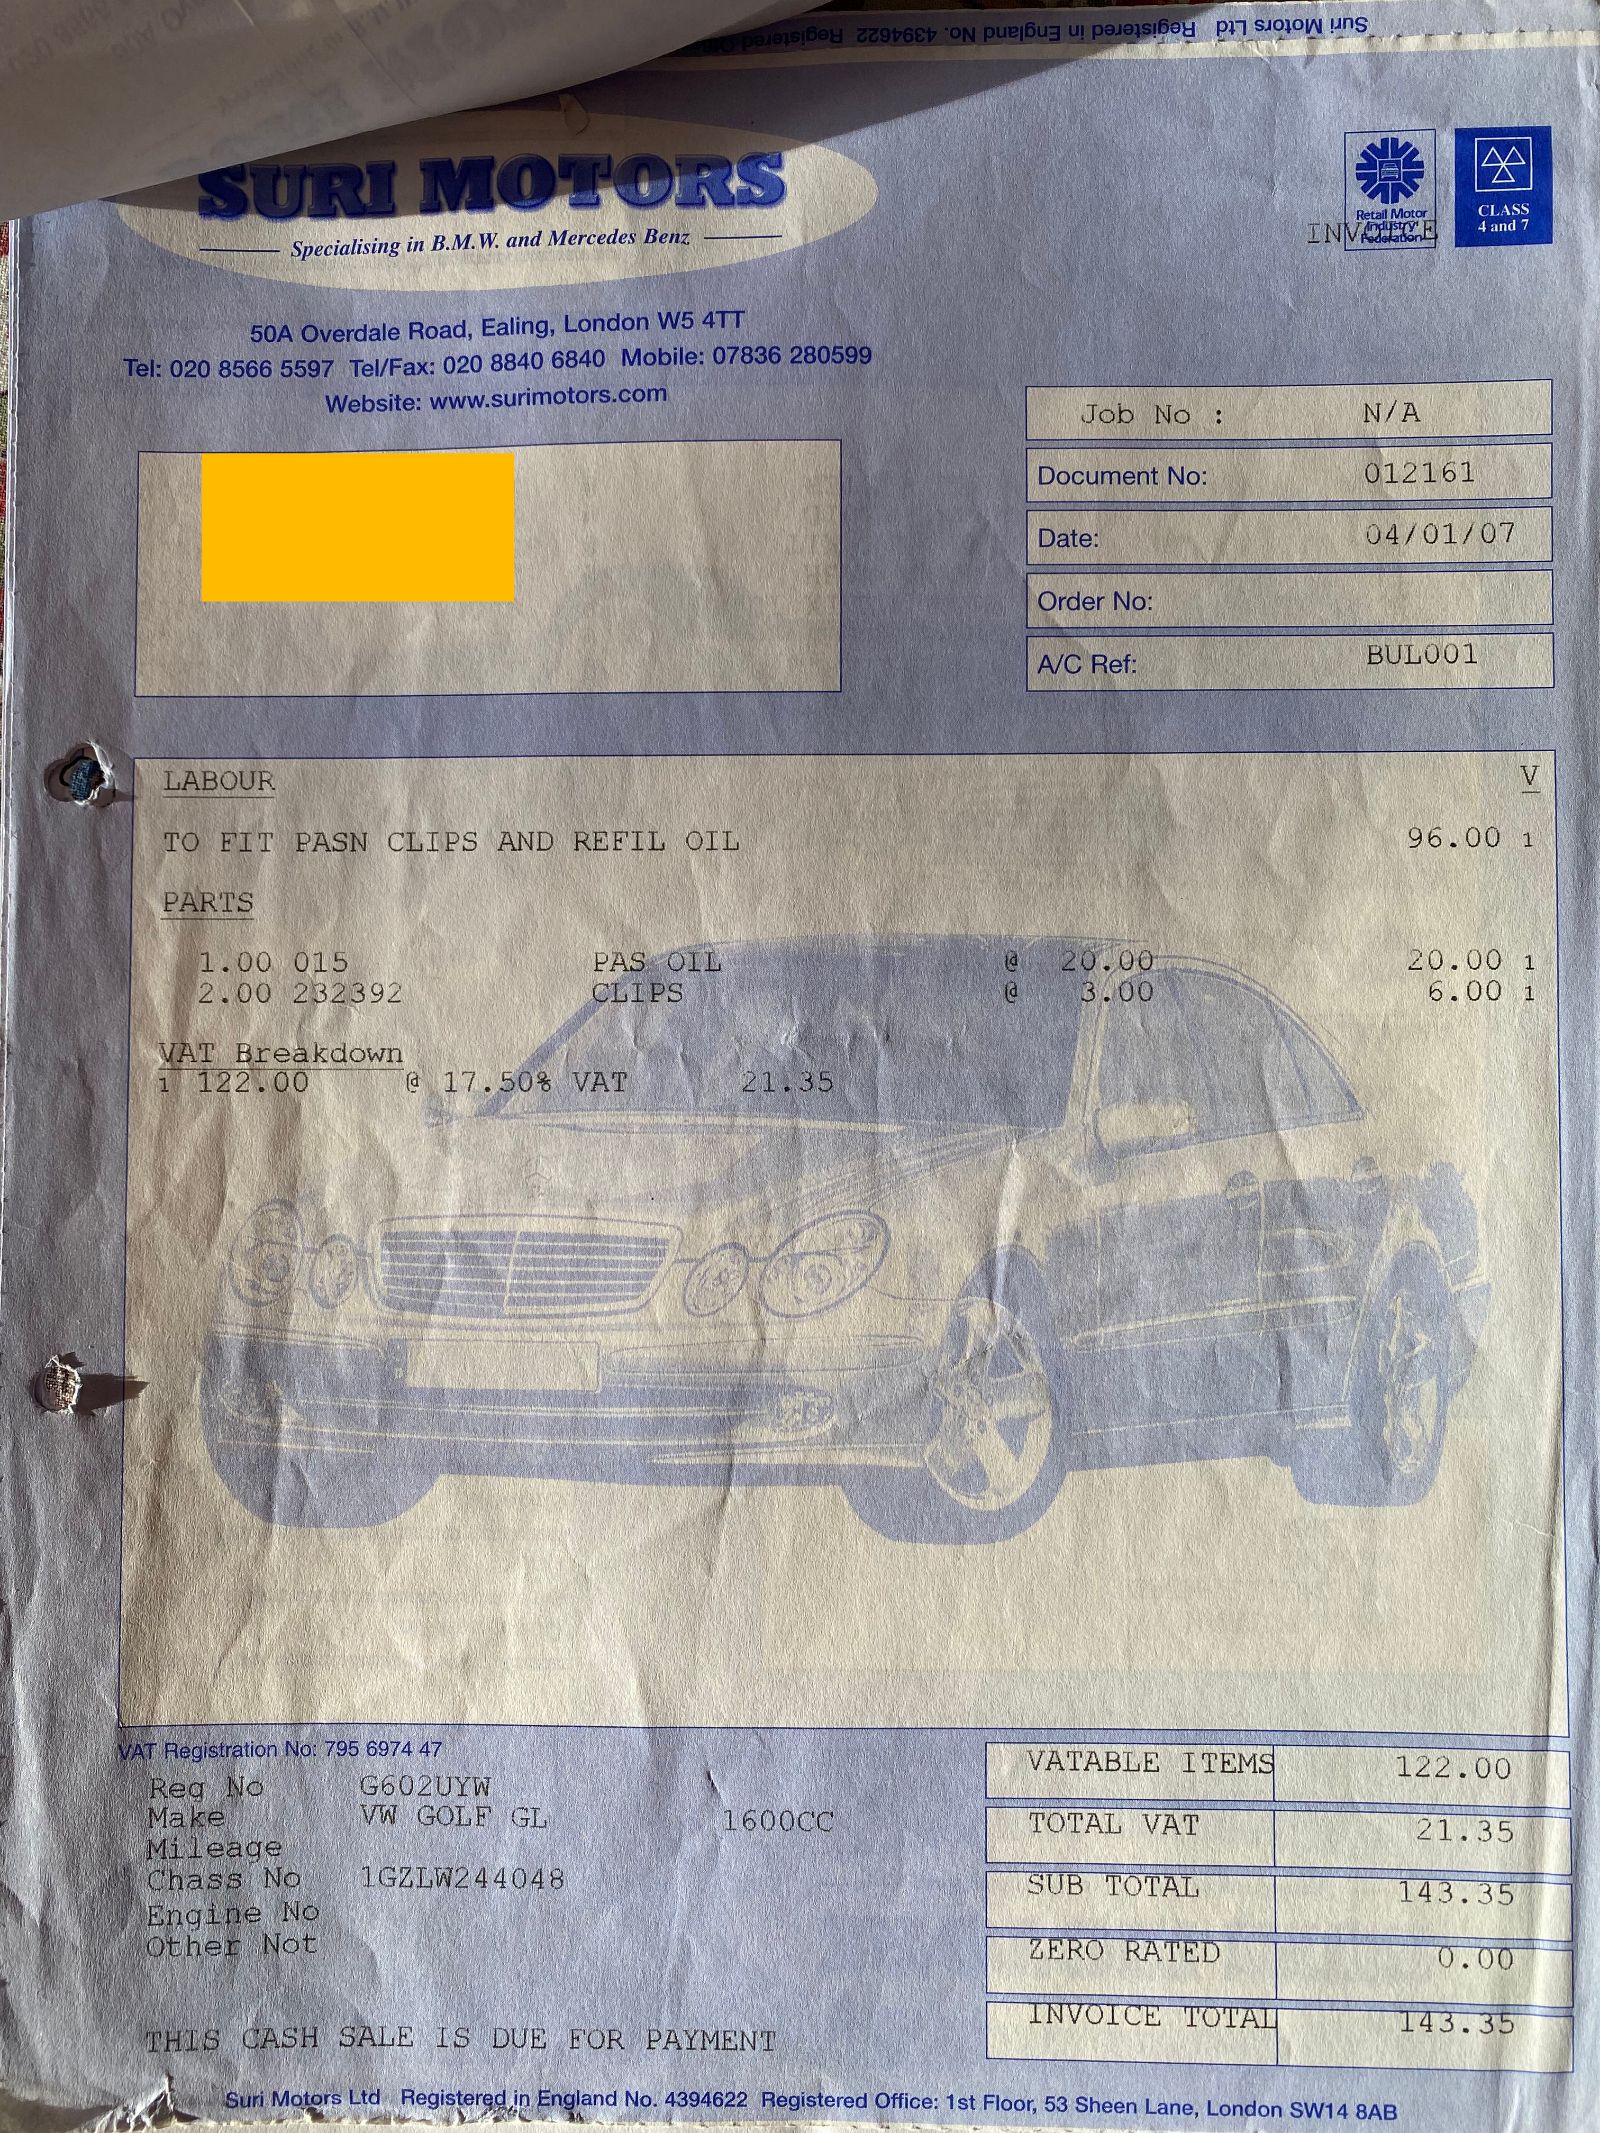 Suri Motors Ltd Registered in England No. 4394622 Registered
SURI MOTORS
Specialising in B.M.W. and Mercedes Benz
Retail Motor
Industry
Federation
CLASS
4 and 7
INVOICE
50A Overdale Road, Ealing, London W5 4TT
Tel: 020 8566 5597 Tel/Fax: 020 8840 6840 Mobile: 07836 280599
Website: www.surimotors.com
Job No : N/A
Document No: 012161
Date: 04/01/07
Order No:
A/C Ref: BUL001
LABOUR V
TO FIT PASN CLIPS AND REFIL OIL 96.00 1
PARTS
1.00 015 PAS OIL @ 20.00 20.00 1
2.00 232392 CLIPS @ 3.00 6.00 1
VAT Breakdown
1 122.00 @ 17.50% VAT 21.35
VAT Registration No: 795 6974 47
Reg No G602UYW
Make VW GOLF GL 1600CC
Mileage
Chass No 1GZLW244048
Engine No
Other Not
VATABLE ITEMS 122.00
TOTAL VAT 21.35
SUB TOTAL 143.35
ZERO RATED 0.00
INVOICE TOTAL 143.35
THIS CASH SALE IS DUE FOR PAYMENT
Suri Motors Ltd Registered in England No. 4394622 Registered Office: 1st Floor, 53 Sheen Lane, London SW14 8AB